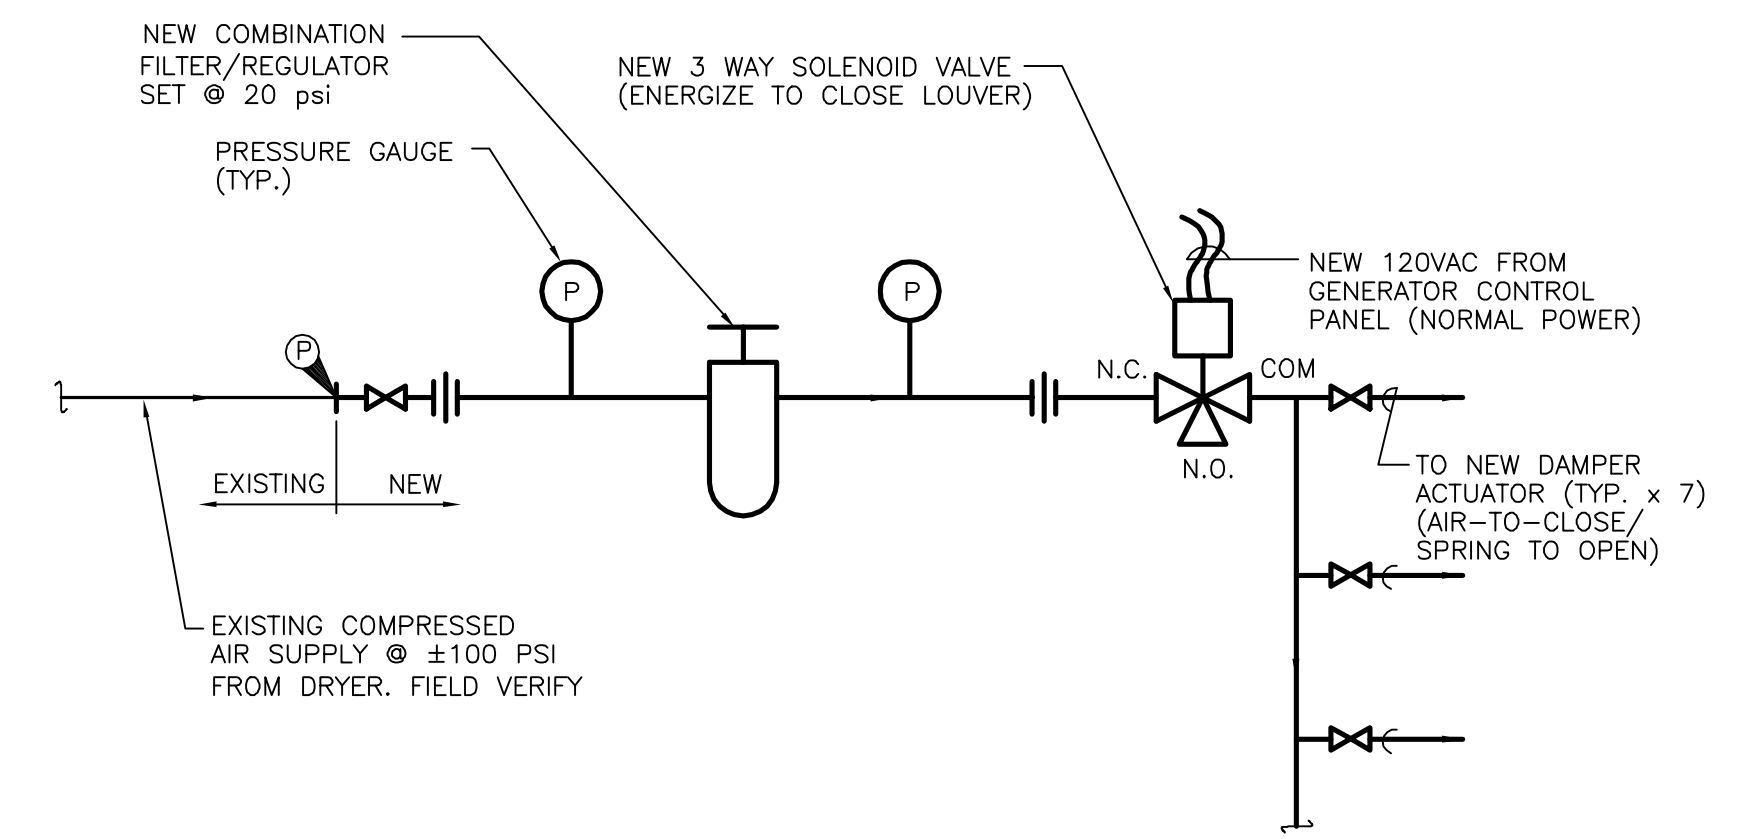 NEW COMBINATION
FILTER/REGULATOR
SET @ 20 psi
NEW 3 WAY SOLENOID VALVE
(ENERGIZE TO CLOSE LOUVER)
PRESSURE GAUGE
(TYP.)
NEW 120VAC FROM
GENERATOR CONTROL
PANEL (NORMAL POWER)
P
P
P
N.C.
COM
N.O.
TO NEW DAMPER
ACTUATOR (TYP. x 7)
(AIR-TO-CLOSE/
SPRING TO OPEN)
EXISTING
NEW
EXISTING COMPRESSED
AIR SUPPLY @ ±100 PSI
FROM DRYER. FIELD VERIFY